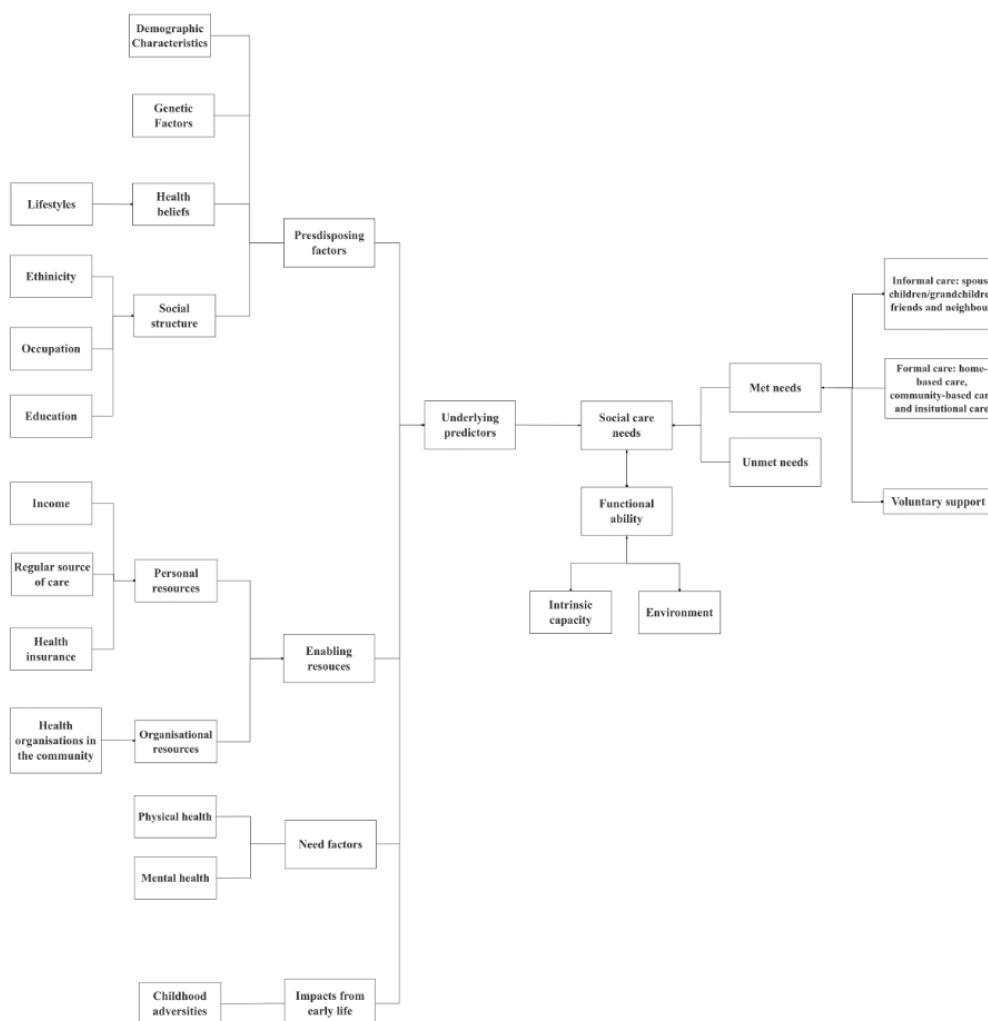 Demographic
Characteristics
Genetic
Factors
Lifestyles
Health
beliefs
Presdisposing
factors
Ethinicity
Social
structure
Occupation
Education
Underlying
predictors
Social care
needs
Met needs
Unmet needs
Informal care: spous
children/grandchildre
friends and neighbou
Formal care: home-
based care,
community-based car
and insitutional care
Voluntary support
Functional
ability
Intrinsic
capacity
Environment
Income
Regular source
of care
Health
insurance
Personal
resources
Enabling
resouces
Health
organisations in
the community
Organisational
resources
Physical health
Mental health
Need factors
Childhood
adversities
Impacts from
early life